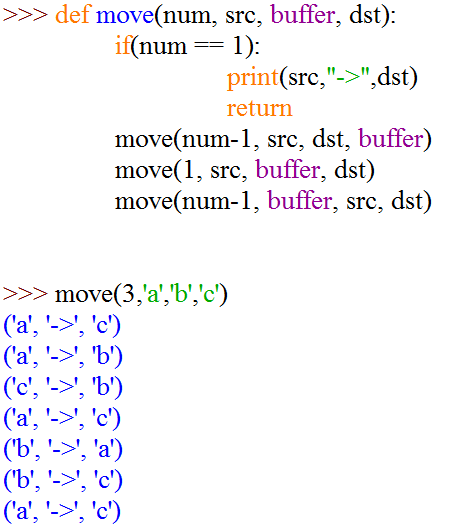 >>> def move(num, src, buffer, dst):
if(num == 1):
print(src,"->",dst)
return
move(num-1, src, dst, buffer)
move(1, src, buffer, dst)
move(num-1, buffer, src, dst)
>>> move(3,'a','b','c')
('a', '->', 'c')
('a', '->', 'b')
('c', '->', 'b')
('a', '->', 'c')
('b', '->', 'a')
('b', '->', 'c')
('a', '->', 'c')